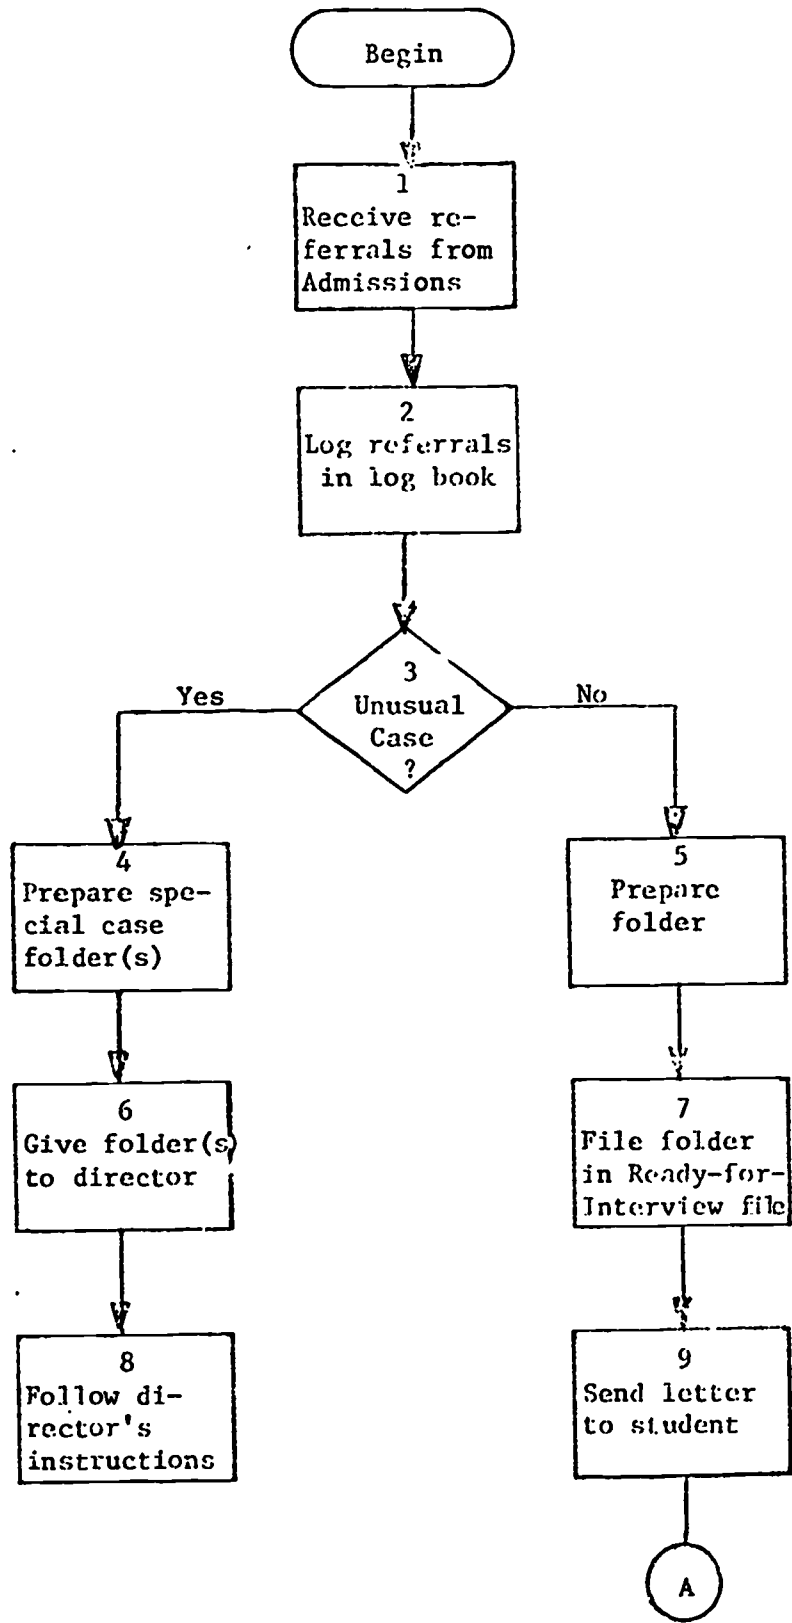 Begin
1
Receive re-
ferrals from
Admissions
2
Log referrals
in log book
3
Unusual
Case
?
Yes
No
4
Prepare spe-
cial case
folder(s)
5
Prepare
folder
6
Give folder(s)
to director
7
File folder
in Ready-for-
Interview file
8
Follow di-
rector's
instructions
9
Send letter
to student
A